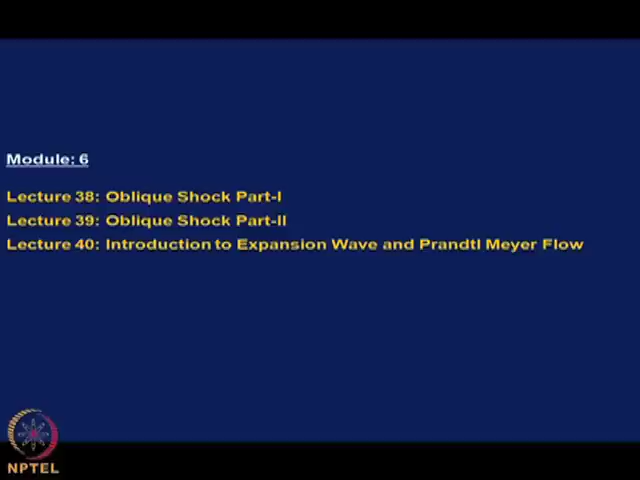 Module: 6
Lecture 38: Oblique Shock Part-I
Lecture 39: Oblique Shock Part-II
Lecture 40: Introduction to Expansion Wave and Prandtl Meyer Flow
NPTEL